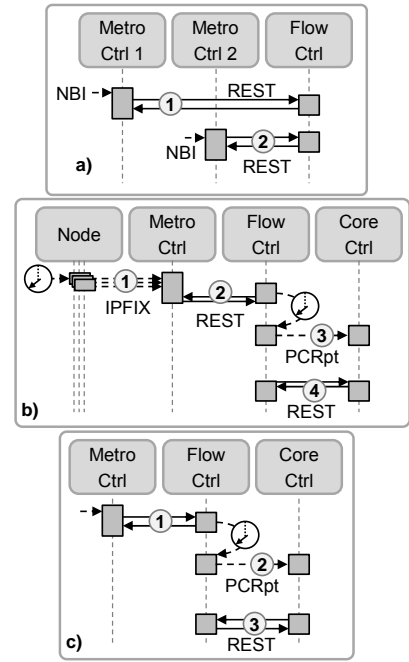 Metro
Ctrl 1
Metro
Ctrl 2
Flow
Ctrl
NBI
REST
1
2
NBI
REST
a)
Node
Metro
Ctrl
Flow
Ctrl
Core
Ctrl
1
IPFIX
2
REST
3
PCRpt
4
REST
b)
Metro
Ctrl
Flow
Ctrl
Core
Ctrl
1
2
PCRpt
3
REST
c)